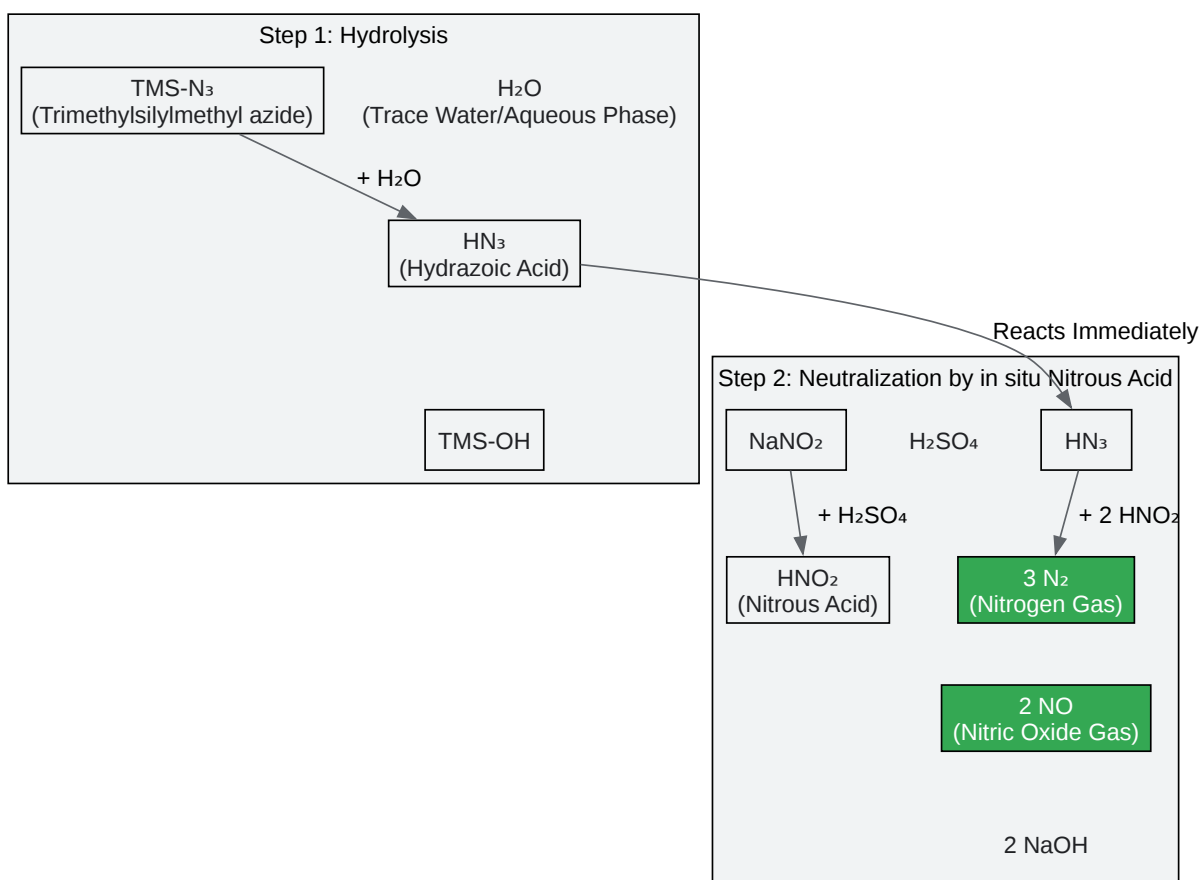 Step 1: Hydrolysis
TMS-N₃
(Trimethylsilylmethyl azide)
H₂O
(Trace Water/Aqueous Phase)
+ H₂O
HN₃
(Hydrazoic Acid)
TMS-OH
Reacts Immediately
Step 2: Neutralization by in situ Nitrous Acid
NaNO₂
H₂SO₄
HN₃
+ H₂SO₄
+ 2 HNO₂
HNO₂
(Nitrous Acid)
3 N₂
(Nitrogen Gas)
2 NO
(Nitric Oxide Gas)
2 NaOH